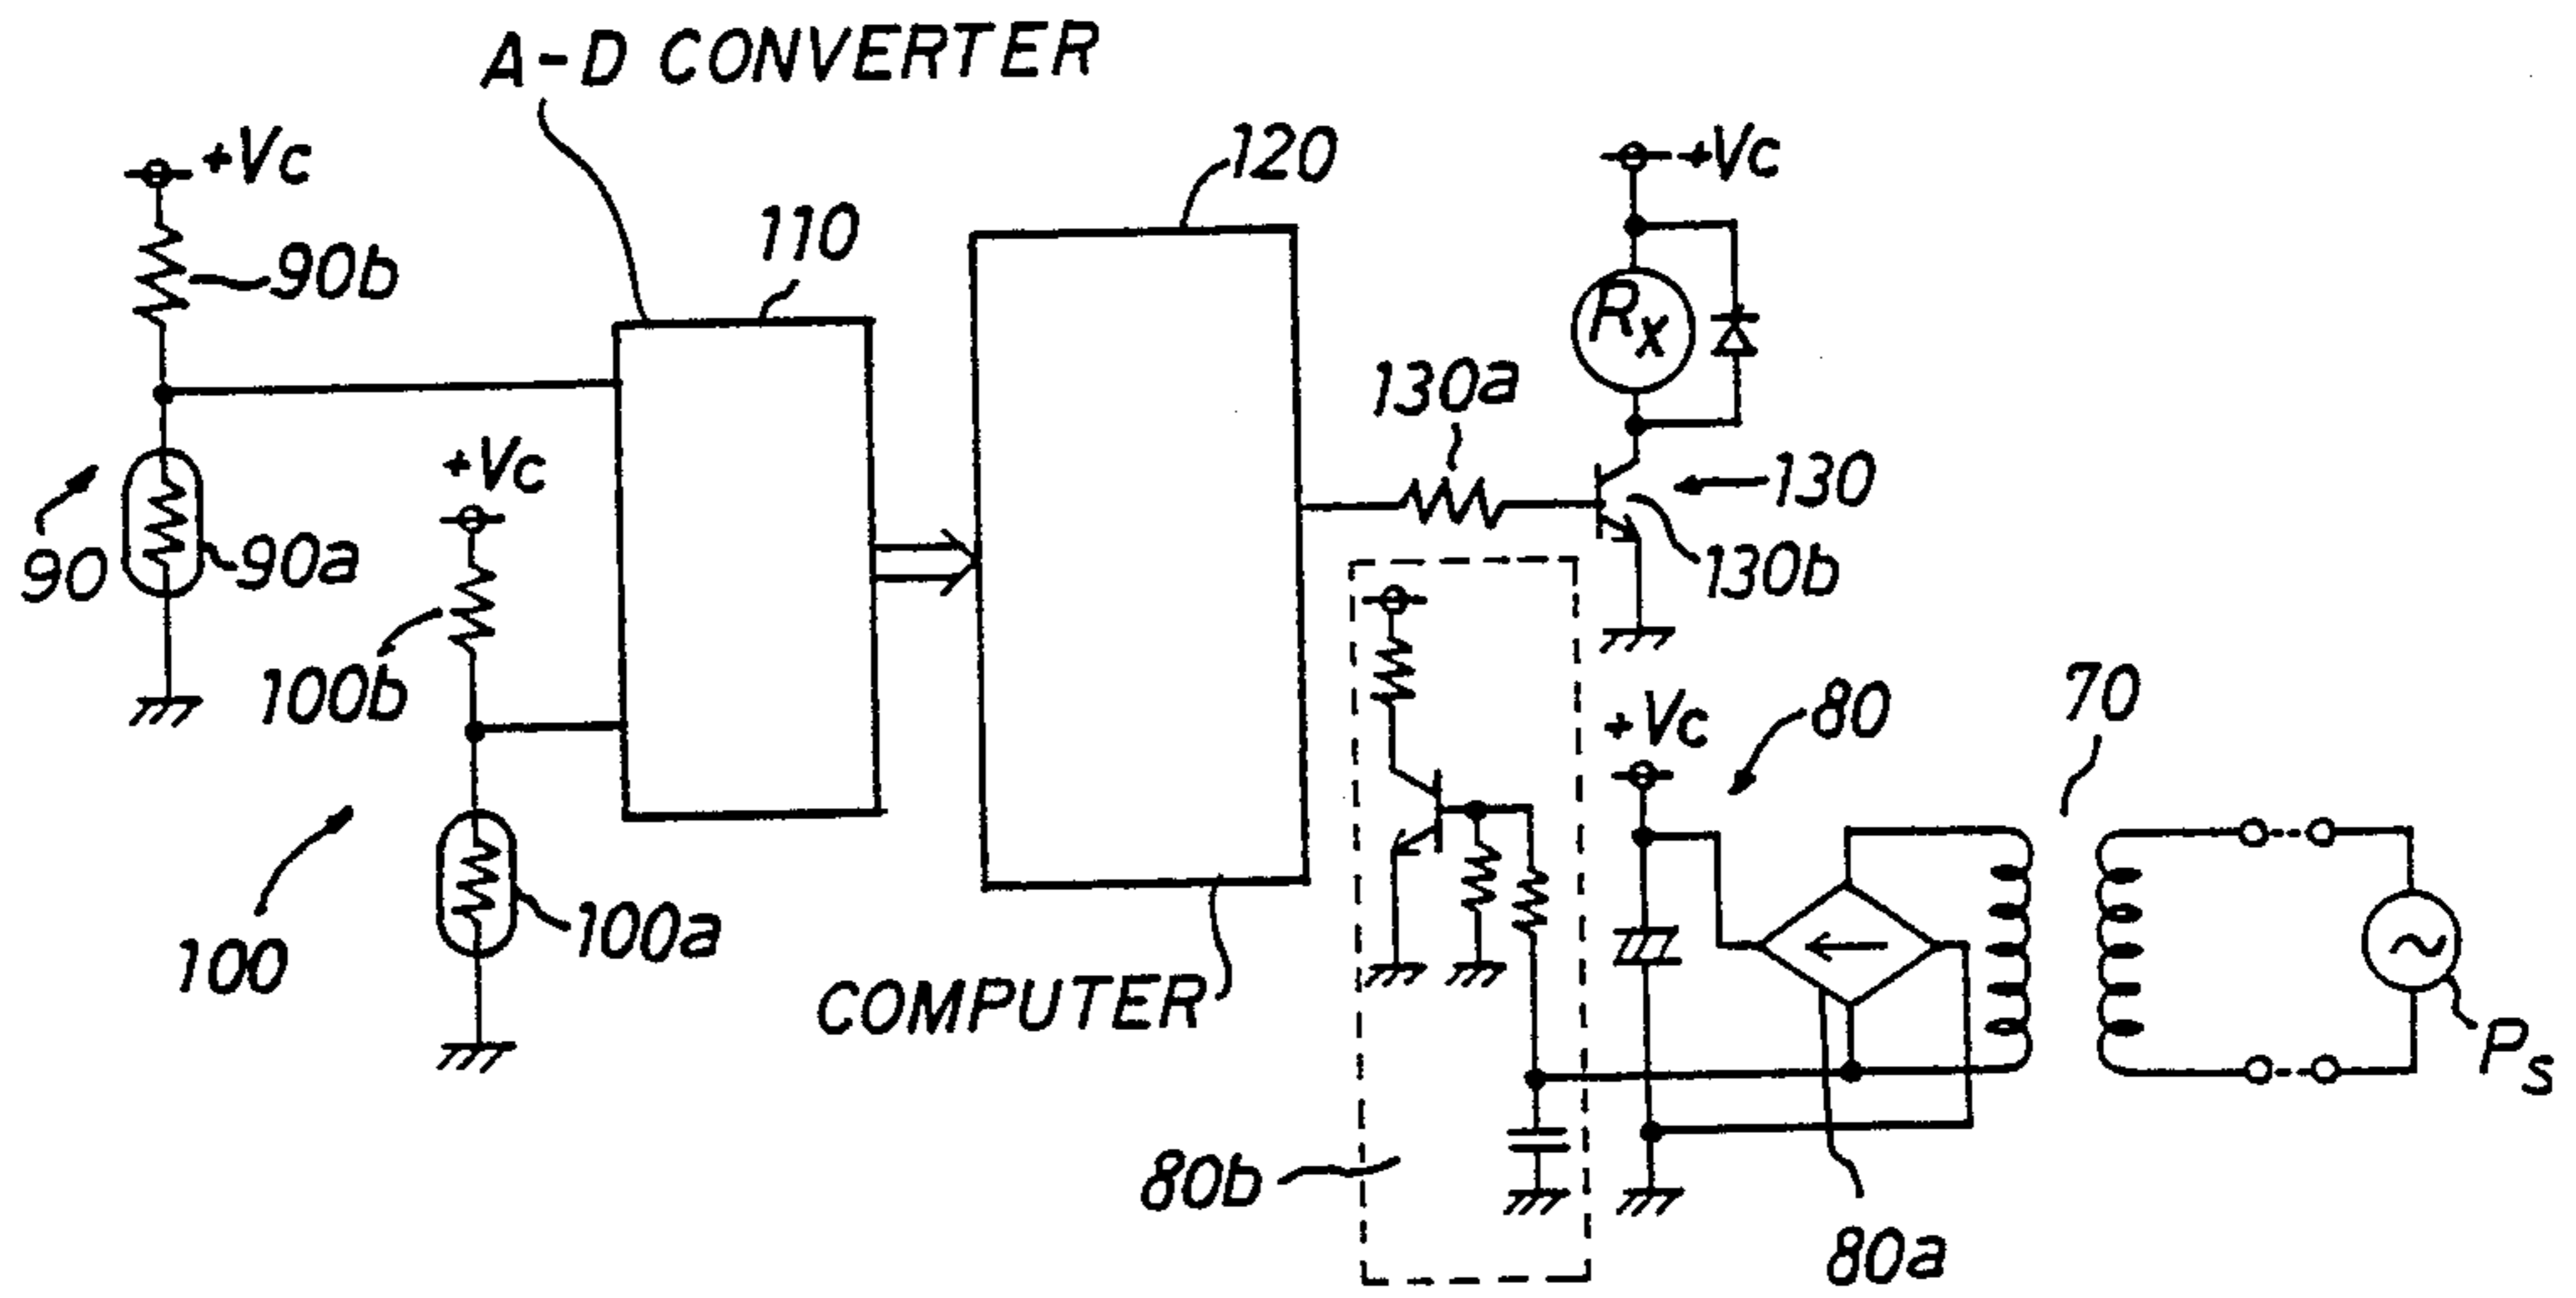 A-D CONVERTER
+Vc
120
+Vc
110
90b
Rx
130a
+Vc
130
90
90a
130b
100b
70
80
+Vc
100
100a
COMPUTER
Ps
80b
80a